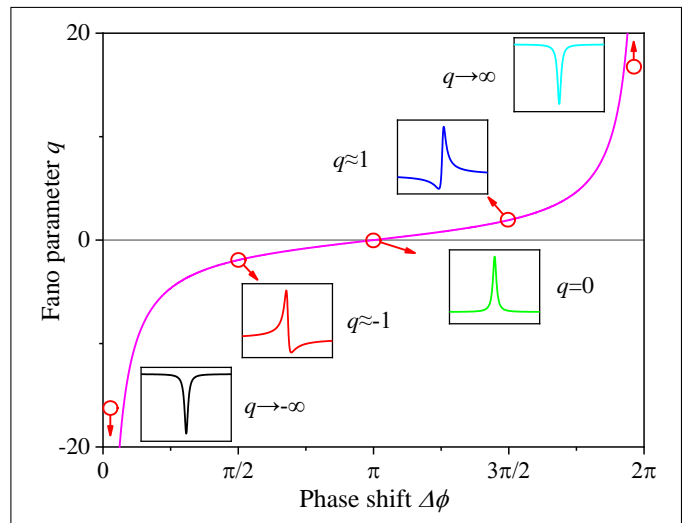 20
q→∞
q≈1
Fano parameter q
0
q=0
q≈-1
q→-∞
-20
0
π/2
π
3π/2
2π
Phase shift Δϕ